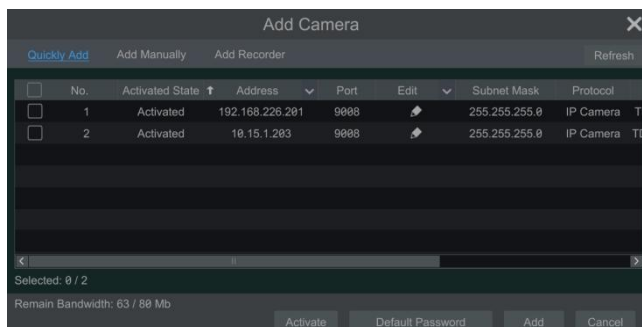 Add Camera
Quickly Add Add Manually Add Recorder Refresh
No. Activated State Address Port Edit Subnet Mask Protocol
1 Activated 192.168.226.201 9008 255.255.255.0 IP Camera T
2 Activated 10.15.1.203 9008 255.255.255.0 IP Camera TD
Selected: 0 / 2
Remain Bandwidth: 63 / 80 Mb
Activate Default Password Add Cancel